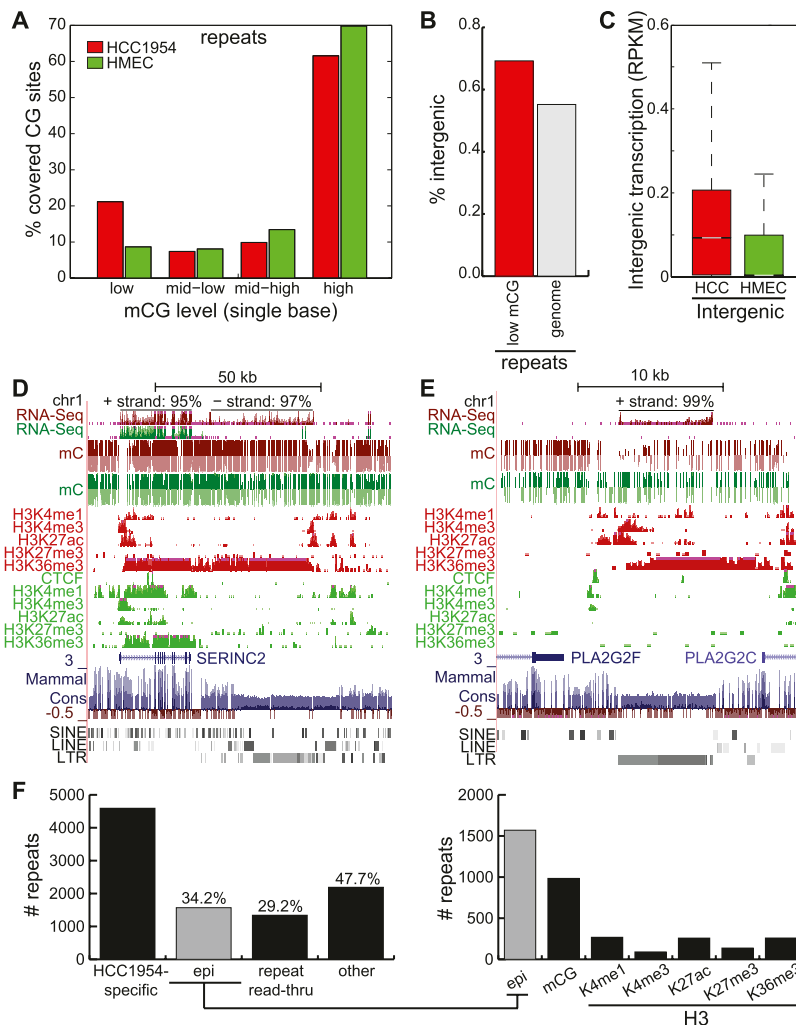 A
repeats
HCC1954
HMEC
% covered CG sites
70
60
50
40
30
20
10
0
low
mid-low
mid-high
high
mCG level (single base)
B
% intergenic
0.8
0.6
0.4
0.2
0.0
low mCG
genome
repeats
C
Intergenic transcription (RPKM)
0.6
0.4
0.2
0
HCC
HMEC
Intergenic
D
50 kb
chr1
+ strand: 95%
− strand: 97%
RNA-Seq
RNA-Seq
mC
mC
H3K4me1
H3K4me3
H3K27ac
H3K27me3
H3K36me3
CTCF
H3K4me1
H3K4me3
H3K27ac
H3K27me3
H3K36me3
3
SERINC2
Mammal
Cons
-0.5
SINE
LINE
LTR
E
10 kb
chr1
+ strand: 99%
RNA-Seq
RNA-Seq
mC
mC
H3K4me1
H3K4me3
H3K27ac
H3K27me3
H3K36me3
CTCF
H3K4me1
H3K4me3
H3K27ac
H3K27me3
H3K36me3
3
PLA2G2F
PLA2G2C
Mammal
Cons
-0.5
SINE
LINE
LTR
F
# repeats
5000
4000
3000
2000
1000
0
34.2%
29.2%
47.7%
HCC1954-
specific
epi
repeat
read-thru
other
# repeats
2000
1500
1000
500
0
epi
mCG
K4me1
K4me3
K27ac
K27me3
K36me3
H3